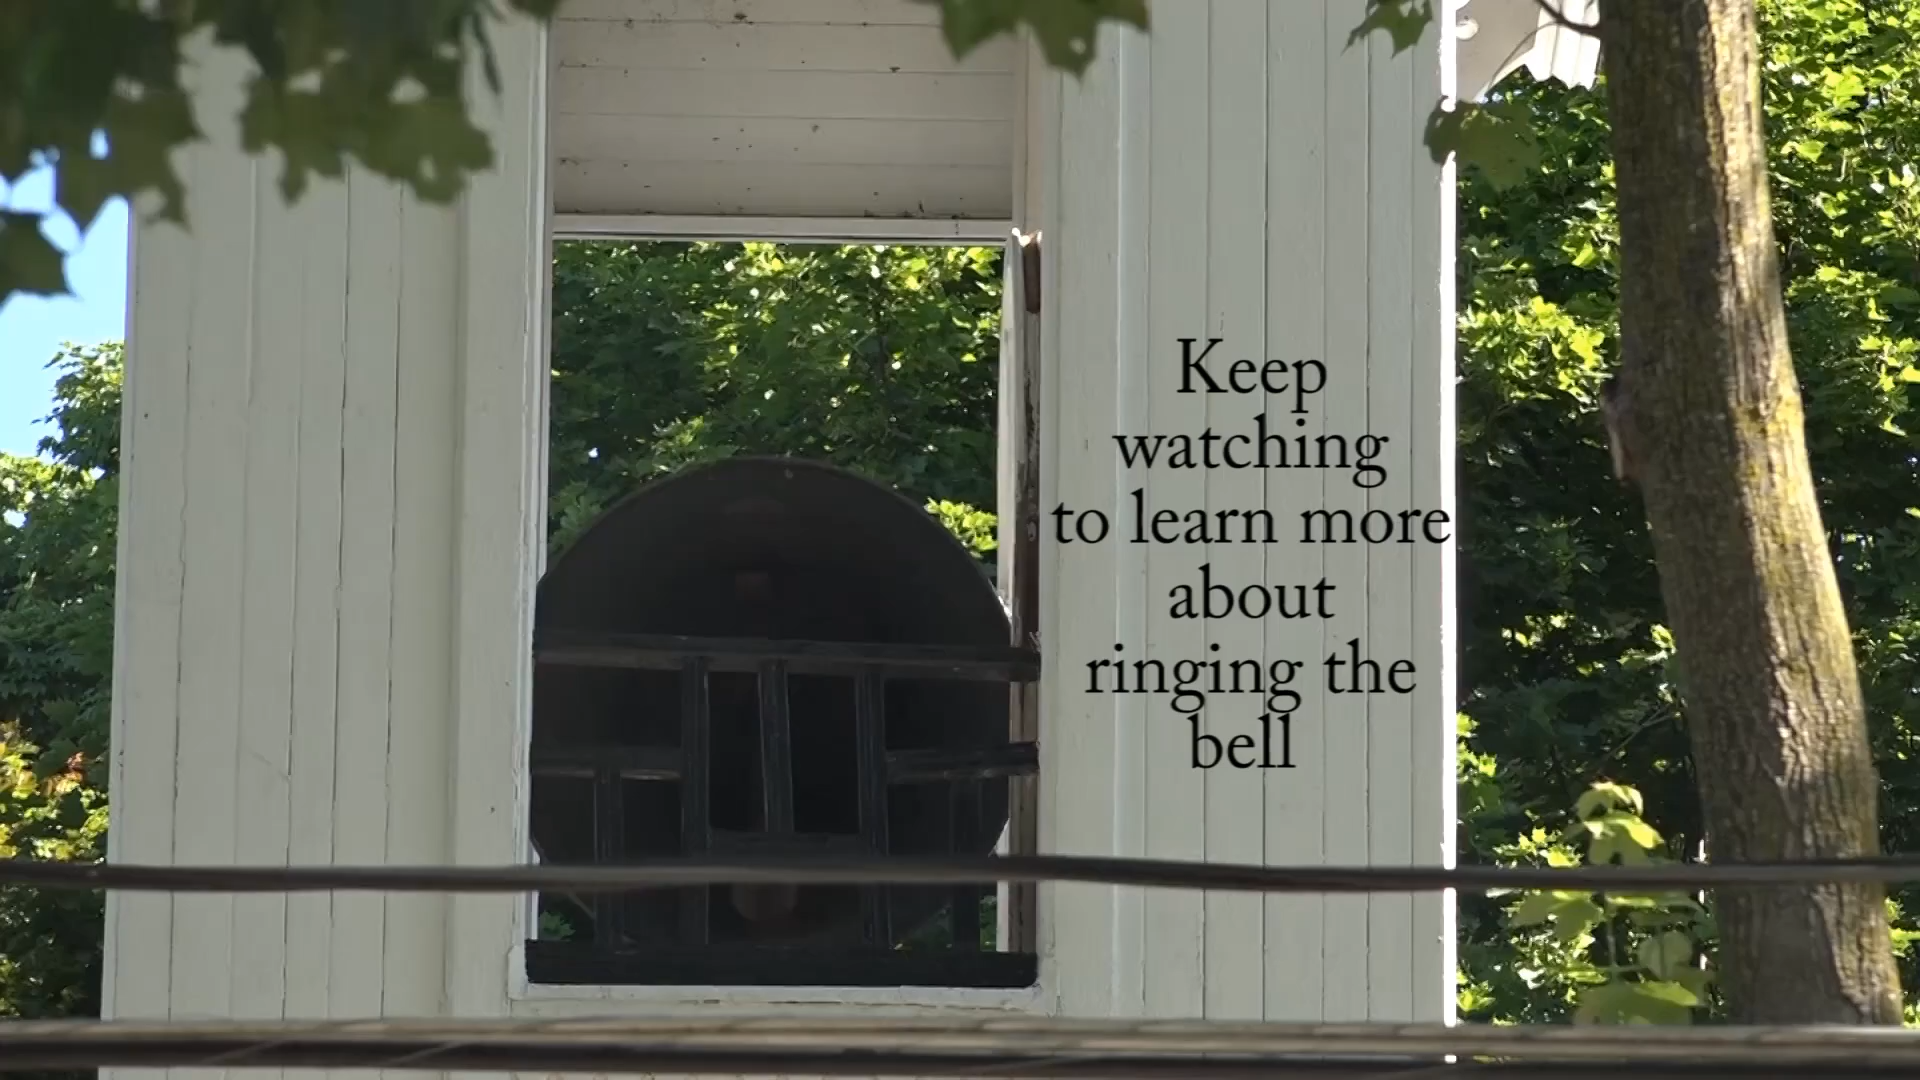 Keep
watching
to learn more
about
ringing the
bell